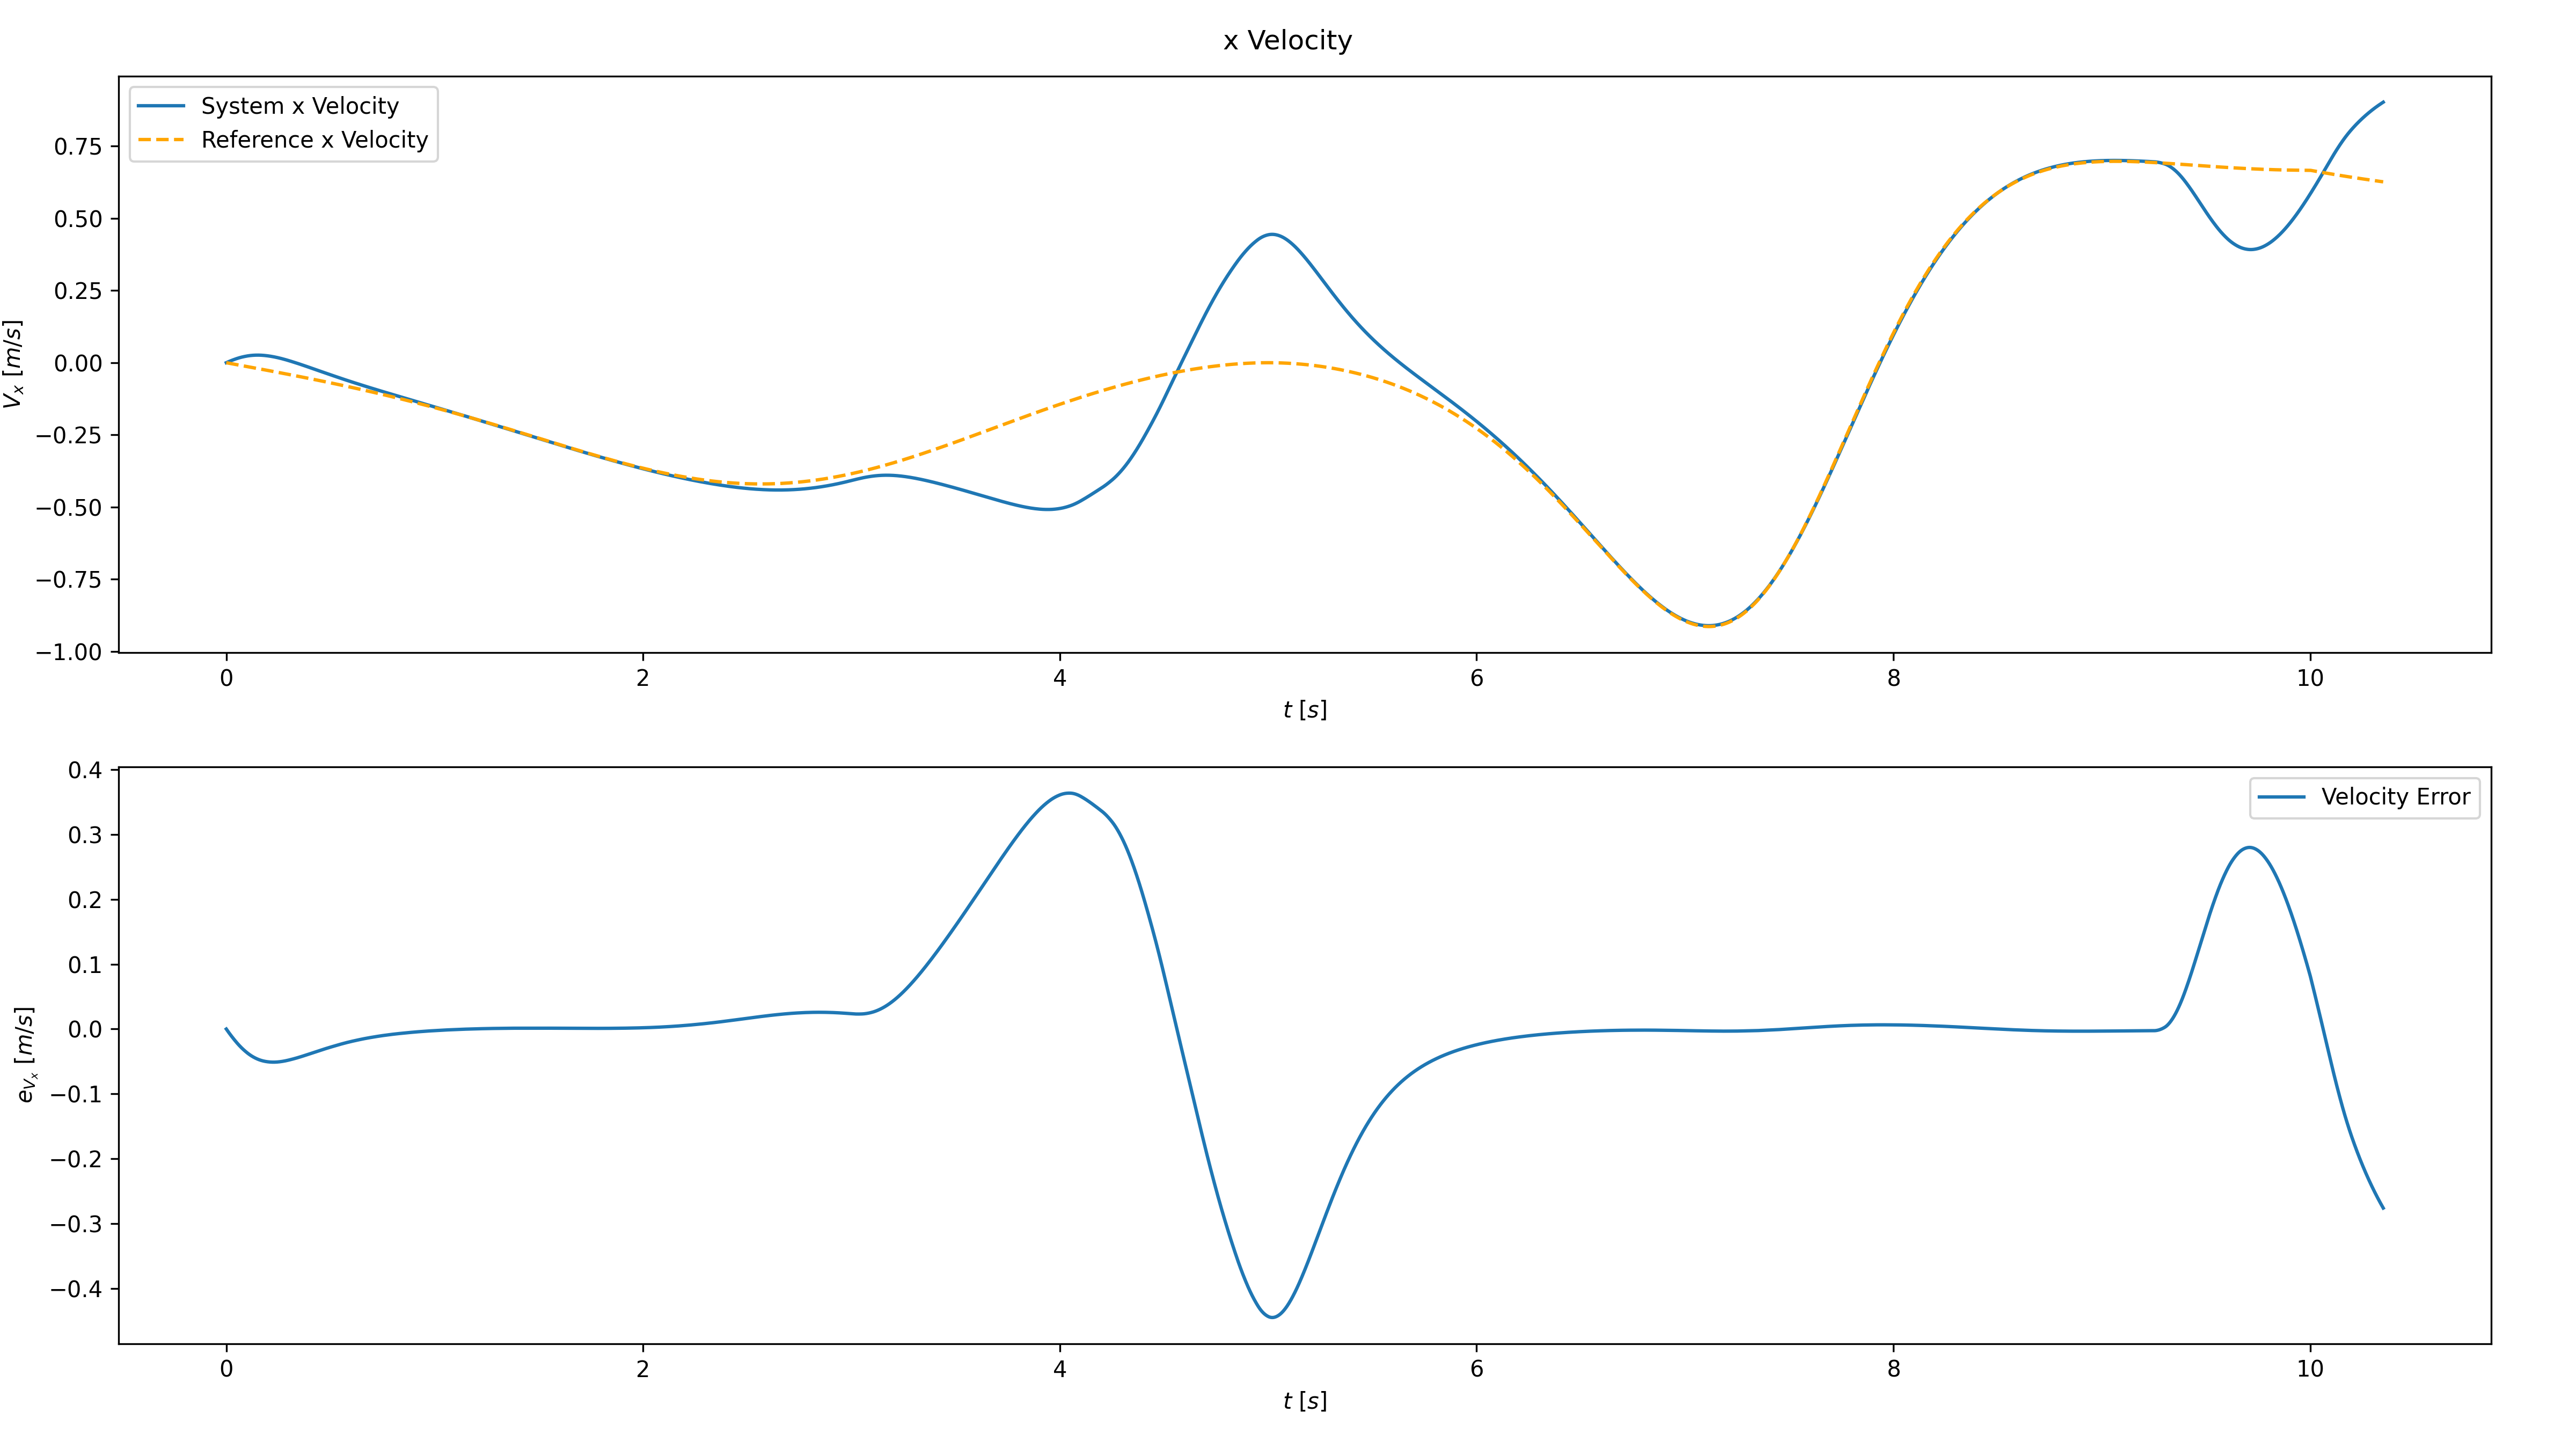 x Velocity
System x Velocity
Reference x Velocity
0.75
0.50
0.25
0.00
−0.25
−0.50
−0.75
−1.00
V_x [m/s]
0 2 4 6 8 10
t [s]
Velocity Error
0.4
0.3
0.2
0.1
0.0
−0.1
−0.2
−0.3
−0.4
e_{V_x} [m/s]
0 2 4 6 8 10
t [s]